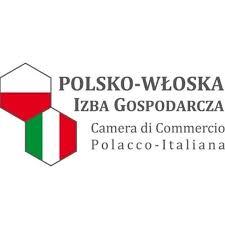 POLSKO-WŁOSKA
IZBA GOSPODARCZA
Camera di Commercio
Polacco-Italiana